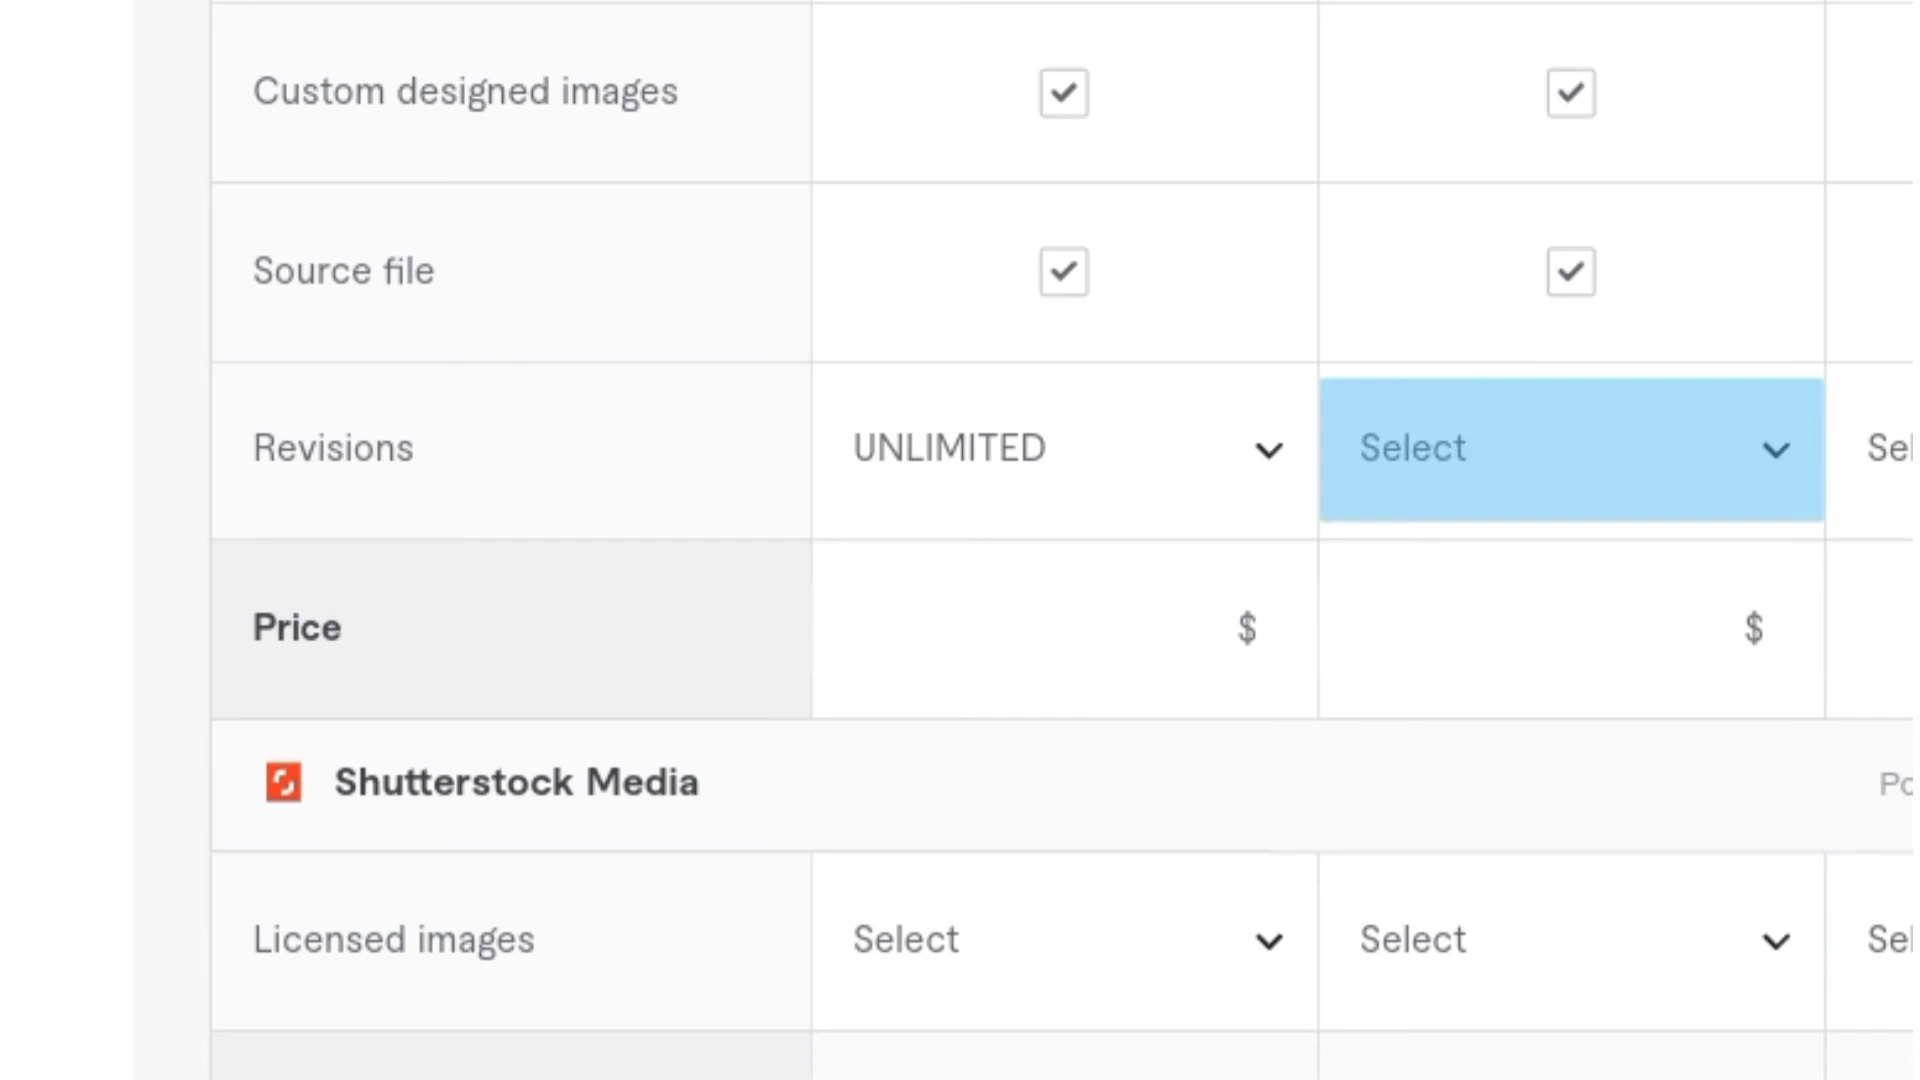 Custom designed images
Source file
Revisions UNLIMITED Select
Price $ $
Shutterstock Media
Licensed images Select Select